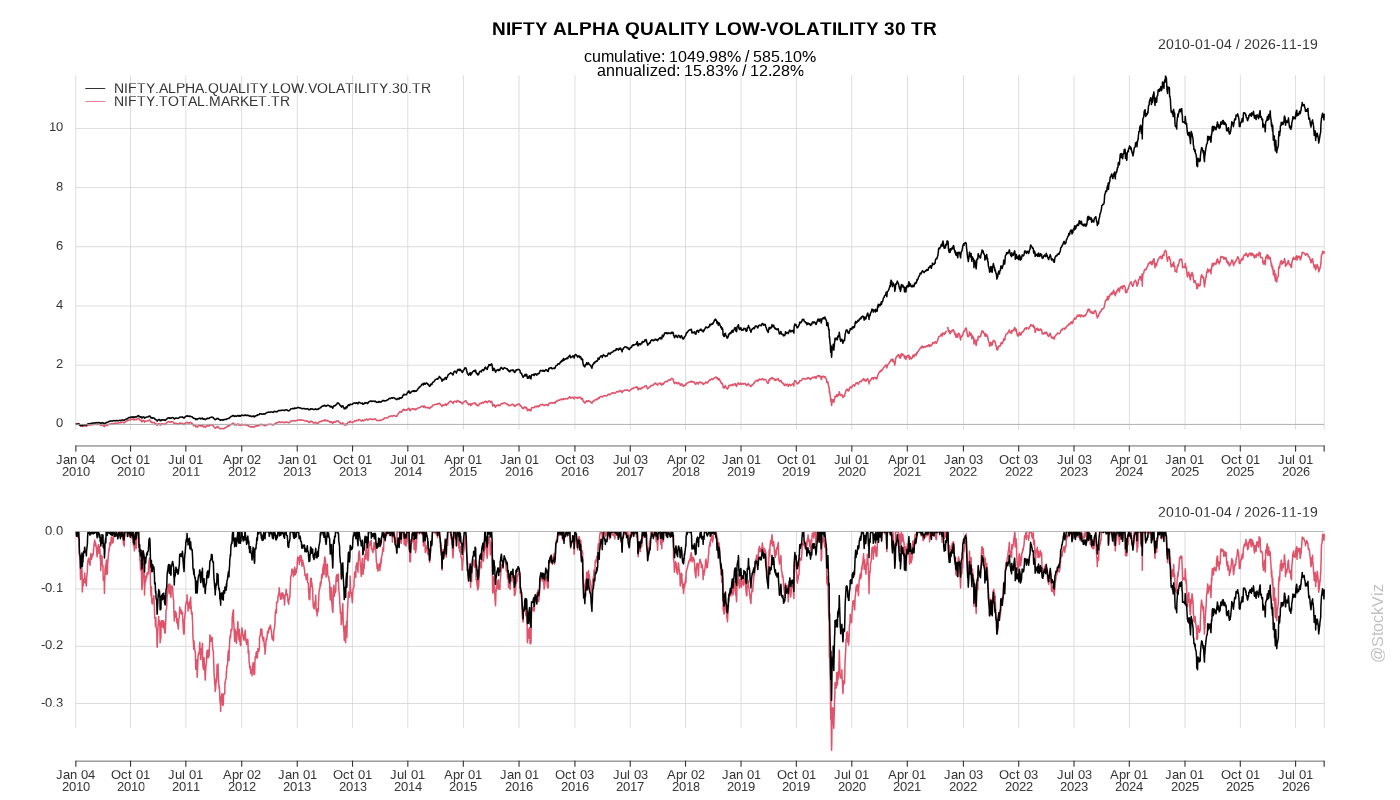 NIFTY ALPHA QUALITY LOW-VOLATILITY 30 TR
2010-01-04 / 2026-11-19
cumulative: 1049.98% / 585.10%
annualized: 15.83% / 12.28%
NIFTY.ALPHA.QUALITY.LOW.VOLATILITY.30.TR
NIFTY.TOTAL.MARKET.TR
10
8
6
4
2
0
Jan 04 Oct 01 Jul 01 Apr 02 Jan 01 Oct 01 Jul 01 Apr 01 Jan 01 Oct 03 Jul 03 Apr 02 Jan 01 Oct 01 Jul 01 Apr 01 Jan 03 Oct 03 Jul 03 Apr 01 Jan 01 Oct 01 Jul 01
2010 2010 2011 2012 2013 2013 2014 2015 2016 2016 2017 2018 2019 2019 2020 2021 2022 2022 2023 2024 2025 2025 2026
2010-01-04 / 2026-11-19
0.0
-0.1
-0.2
-0.3
Jan 04 Oct 01 Jul 01 Apr 02 Jan 01 Oct 01 Jul 01 Apr 01 Jan 01 Oct 03 Jul 03 Apr 02 Jan 01 Oct 01 Jul 01 Apr 01 Jan 03 Oct 03 Jul 03 Apr 01 Jan 01 Oct 01 Jul 01
2010 2010 2011 2012 2013 2013 2014 2015 2016 2016 2017 2018 2019 2019 2020 2021 2022 2022 2023 2024 2025 2025 2026
@StockViz